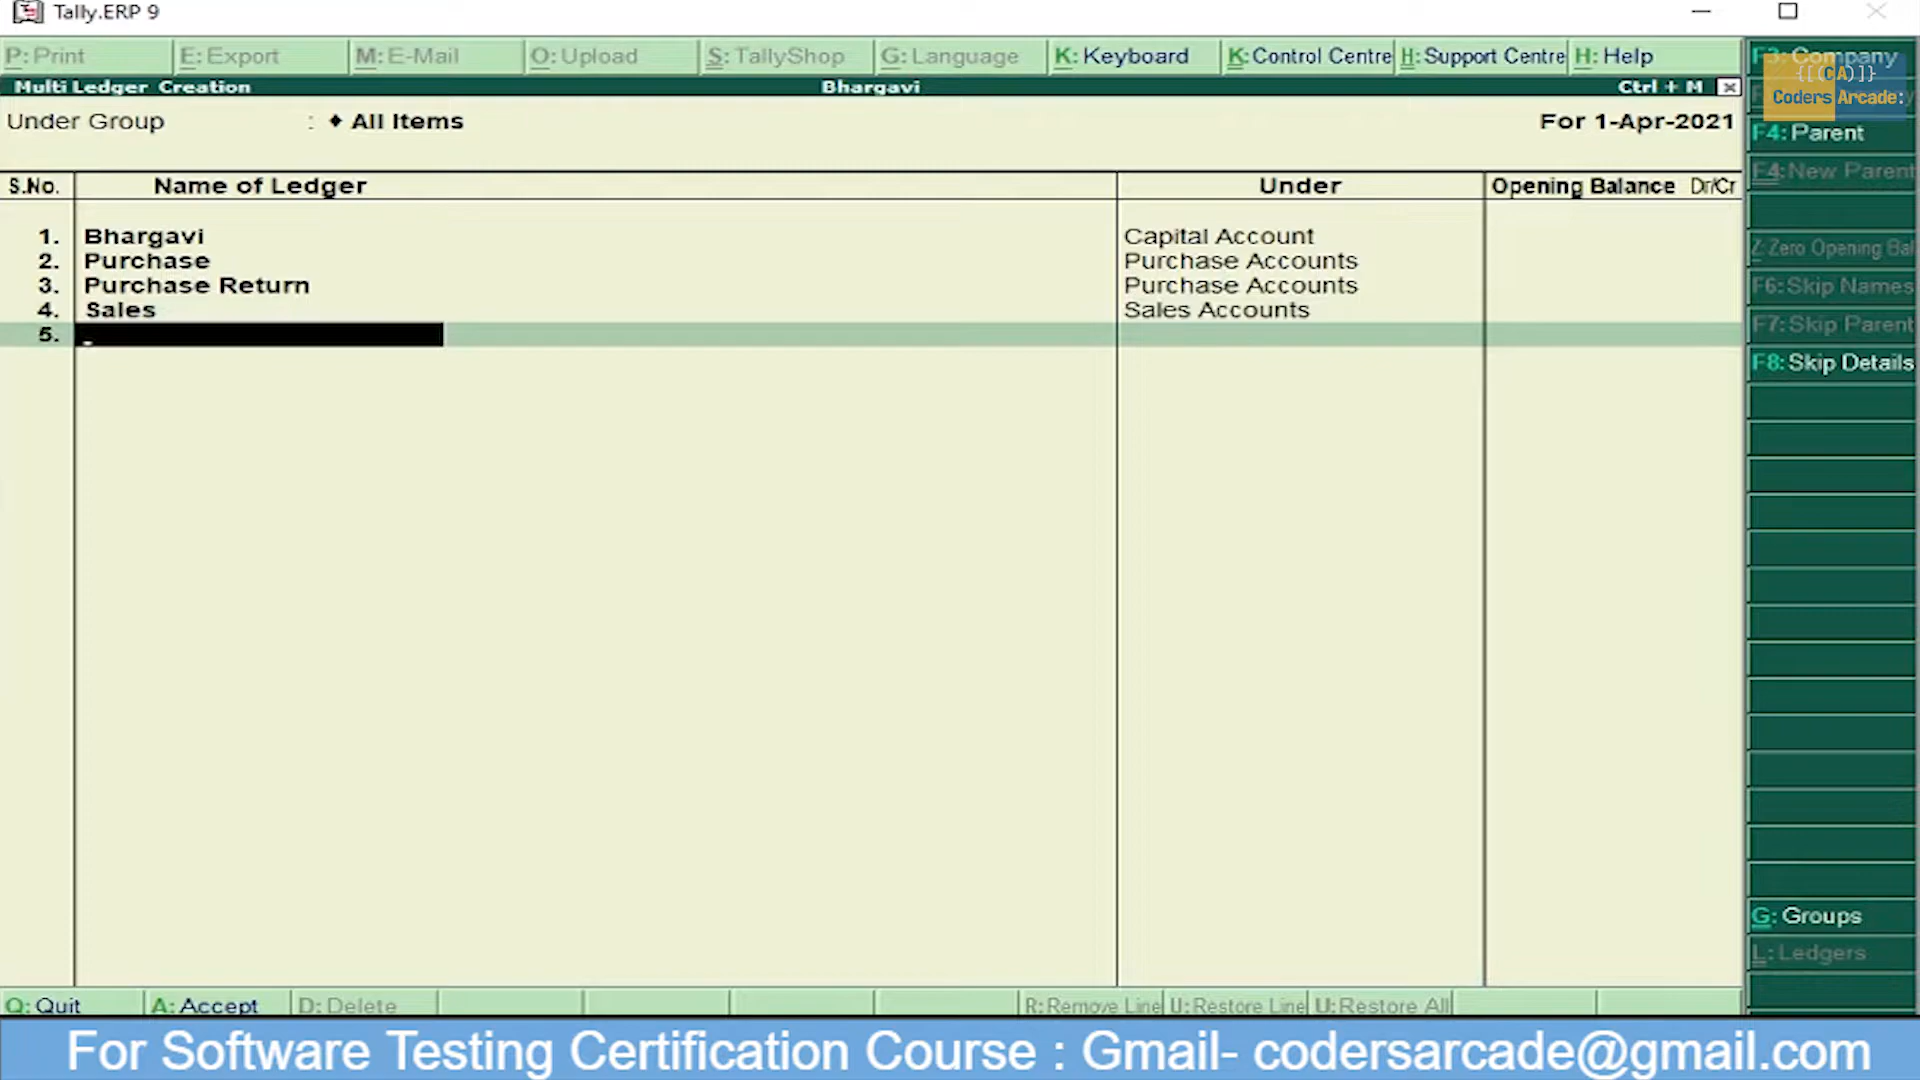 Tally.ERP 9
P: Print E: Export M: E-Mail O: Upload S: TallyShop G: Language K: Keyboard K: Control Centre H: Support Centre H: Help
Multi Ledger Creation Bhargavi Ctrl + M
Under Group : ♦ All Items For 1-Apr-2021
S.No. Name of Ledger Under Opening Balance Dr/Cr
1. Bhargavi Capital Account
2. Purchase Purchase Accounts
3. Purchase Return Purchase Accounts
4. Sales Sales Accounts
5.
F3: Company
{[(CA)]}
Coders Arcade:
F4: Parent
F4: New Parent
Z: Zero Opening Bal
F6: Skip Names
F7: Skip Parent
F8: Skip Details
G: Groups
L: Ledgers
Q: Quit A: Accept D: Delete R: Remove Line U: Restore Line U: Restore All
For Software Testing Certification Course : Gmail- codersarcade@gmail.com